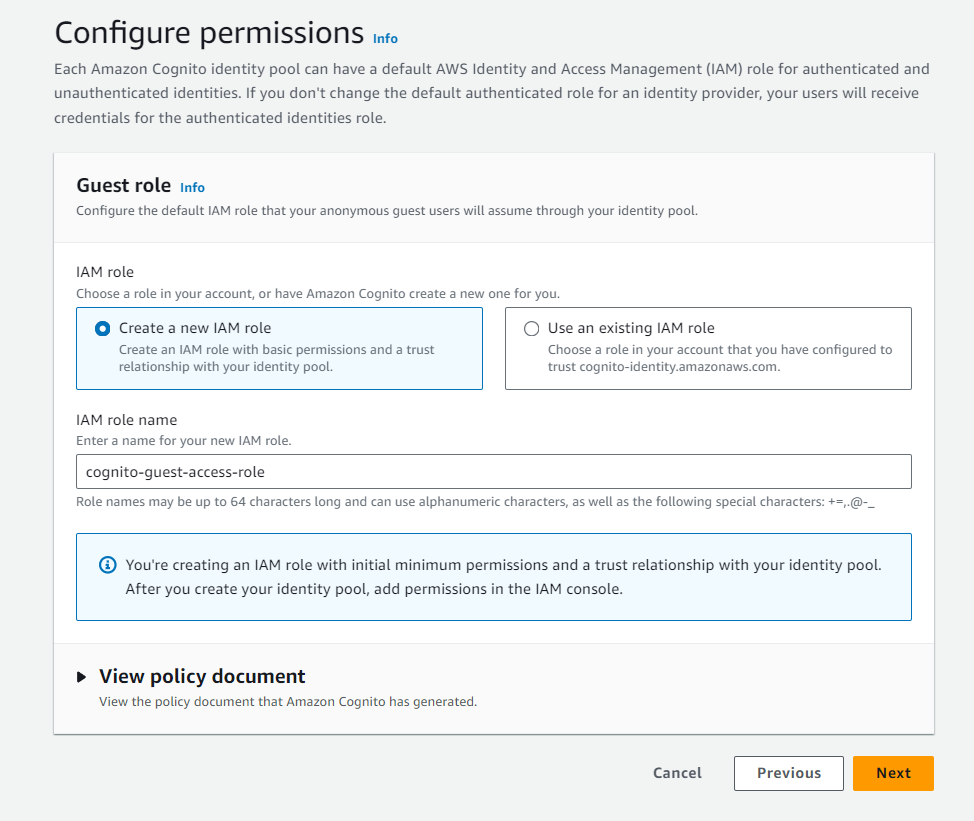 Configure permissions Info
Each Amazon Cognito identity pool can have a default AWS Identity and Access Management (IAM) role for authenticated and
unauthenticated identities. If you don't change the default authenticated role for an identity provider, your users will receive
credentials for the authenticated identities role.
Guest role Info
Configure the default IAM role that your anonymous guest users will assume through your identity pool.
IAM role
Choose a role in your account, or have Amazon Cognito create a new one for you.
Create a new IAM role
Create an IAM role with basic permissions and a trust
relationship with your identity pool.
Use an existing IAM role
Choose a role in your account that you have configured to
trust cognito-identity.amazonaws.com.
IAM role name
Enter a name for your new IAM role.
cognito-guest-access-role
Role names may be up to 64 characters long and can use alphanumeric characters, as well as the following special characters: +=,.@-_
You're creating an IAM role with initial minimum permissions and a trust relationship with your identity pool.
After you create your identity pool, add permissions in the IAM console.
View policy document
View the policy document that Amazon Cognito has generated.
Cancel Previous Next